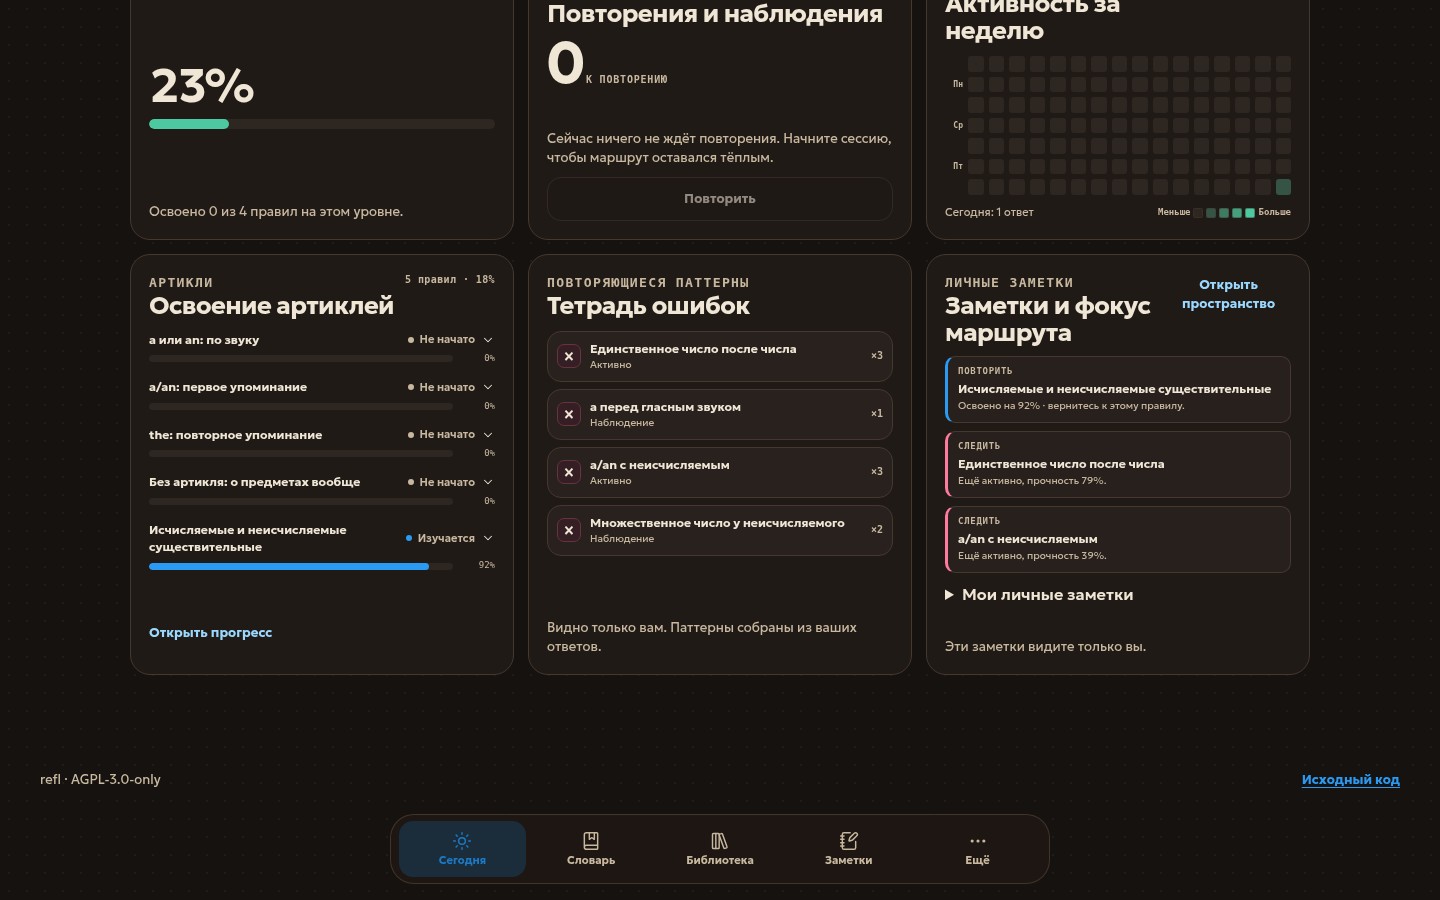 23%
Освоено 0 из 4 правил на этом уровне.
Повторения и наблюдения
0 К ПОВТОРЕНИЮ
Сейчас ничего не ждёт повторения. Начните сессию,
чтобы маршрут оставался тёплым.
Повторить
Активность за
неделю
Пн
Ср
Пт
Сегодня: 1 ответ
Меньше
Больше
АРТИКЛИ
5 правил · 18%
Освоение артиклей
a или an: по звуку
Не начато
0%
a/an: первое упоминание
Не начато
0%
the: повторное упоминание
Не начато
0%
Без артикля: о предметах вообще
Не начато
0%
Исчисляемые и неисчисляемые
существительные
Изучается
92%
Открыть прогресс
ПОВТОРЯЮЩИЕСЯ ПАТТЕРНЫ
Тетрадь ошибок
Единственное число после числа
Активно
×3
a перед гласным звуком
Наблюдение
×1
a/an с неисчисляемым
Активно
×3
Множественное число у неисчисляемого
Наблюдение
×2
Видно только вам. Паттерны собраны из ваших
ответов.
ЛИЧНЫЕ ЗАМЕТКИ
Заметки и фокус
маршрута
Открыть
пространство
ПОВТОРИТЬ
Исчисляемые и неисчисляемые существительные
Освоено на 92% · вернитесь к этому правилу.
СЛЕДИТЬ
Единственное число после числа
Ещё активно, прочность 79%.
СЛЕДИТЬ
a/an с неисчисляемым
Ещё активно, прочность 39%.
Мои личные заметки
Эти заметки видите только вы.
refl · AGPL-3.0-only
Исходный код
Сегодня
Словарь
Библиотека
Заметки
Ещё